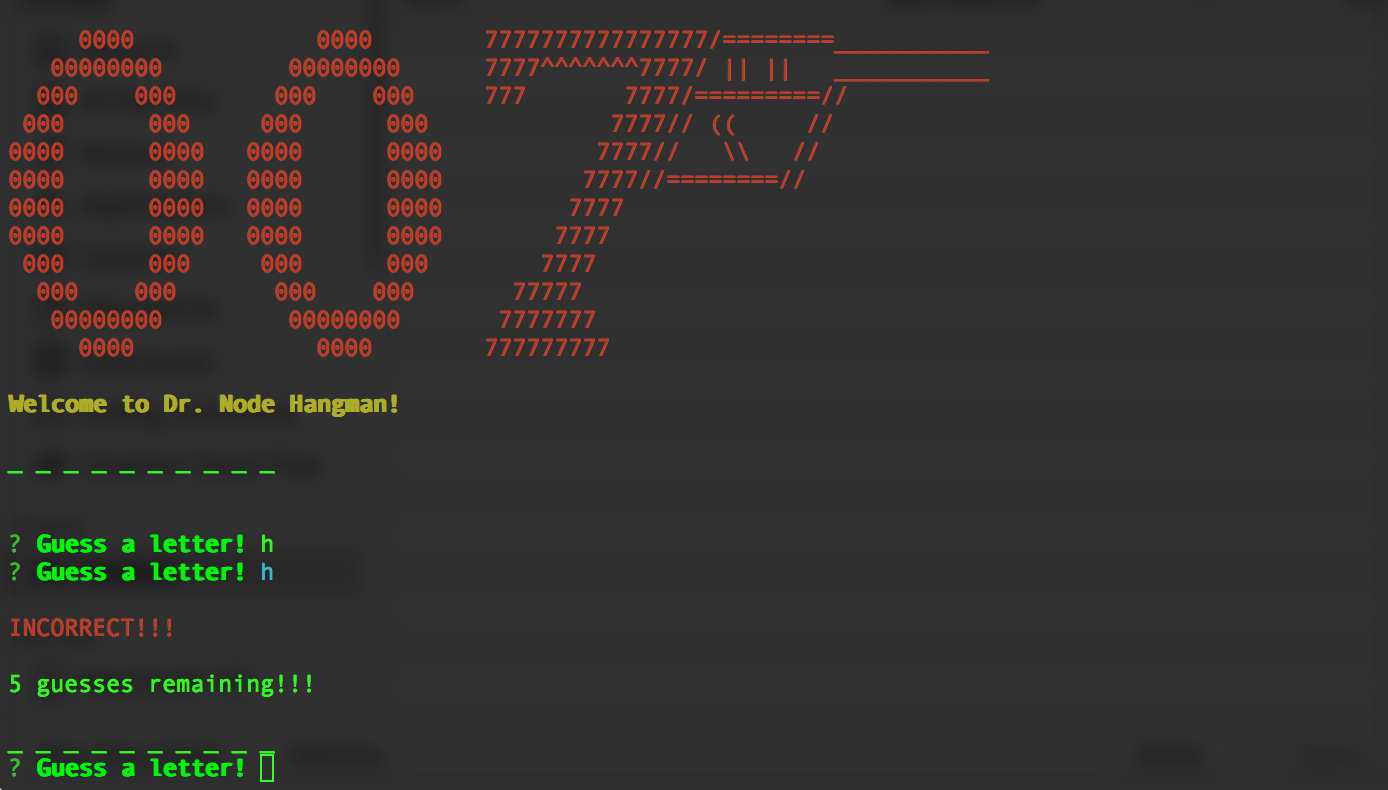 0000             0000        7777777777777777/========___________
   00000000         00000000      7777^^^^^^^7777/ || ||   ___________
  000    000       000    000     777       7777/=========//
 000      000     000      000             7777// ((     //
0000      0000   0000      0000           7777//   \\   //
0000      0000   0000      0000          7777//========//
0000      0000   0000      0000         7777
0000      0000   0000      0000        7777
 000      000     000      000        7777
  000    000       000    000       77777
   00000000         00000000       7777777
     0000             0000        777777777
Welcome to Dr. Node Hangman!
_ _ _ _ _ _ _ _ _ _
? Guess a letter! h
? Guess a letter! h
INCORRECT!!!
5 guesses remaining!!!
_ _ _ _ _ _ _ _ _ _
? Guess a letter!